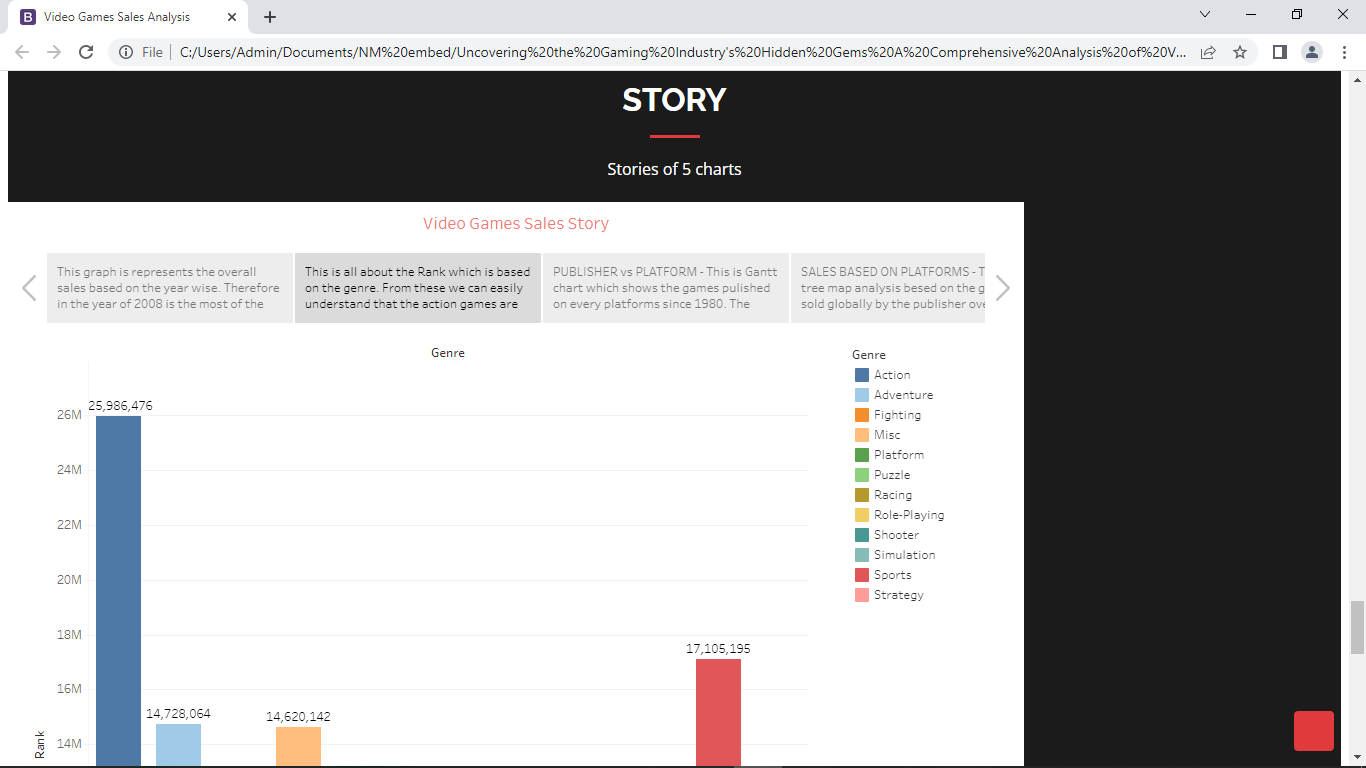 Video Games Sales Analysis
File
C:/Users/Admin/Documents/NM%20embed/Uncovering%20the%20Gaming%20Industry's%20Hidden%20Gems%20A%20Comprehensive%20Analysis%20of%20V...
STORY
Stories of 5 charts
Video Games Sales Story
This graph is represents the overall
sales based on the year wise. Therefore
in the year of 2008 is the most of the
This is all about the Rank which is based
on the genre. From these we can easily
understand that the action games are
PUBLISHER vs PLATFORM - This is Gantt
chart which shows the games pulished
on every platforms since 1980. The
SALES BASED ON PLATFORMS - T
tree map analysis besed on the g
sold globally by the publisher ove
Genre
25,986,476
26M
24M
22M
20M
18M
17,105,195
16M
14,728,064
14,620,142
14M
Rank
Genre
Action
Adventure
Fighting
Misc
Platform
Puzzle
Racing
Role-Playing
Shooter
Simulation
Sports
Strategy